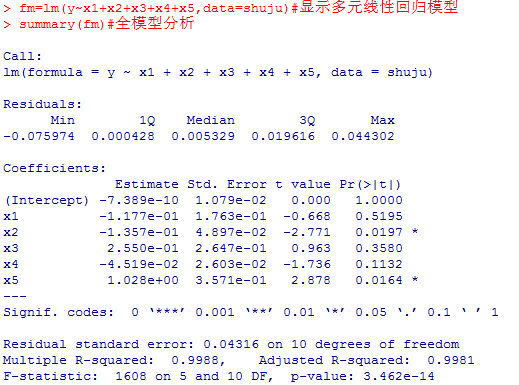 > fm=lm(y~x1+x2+x3+x4+x5,data=shuju)#显示多元线性回归模型
> summary(fm)#全模型分析
Call:
lm(formula = y ~ x1 + x2 + x3 + x4 + x5, data = shuju)
Residuals:
Min 1Q Median 3Q Max
-0.075974 0.000428 0.005329 0.019616 0.044302
Coefficients:
Estimate Std. Error t value Pr(>|t|)
(Intercept) -7.389e-10 1.079e-02 0.000 1.0000
x1 -1.177e-01 1.763e-01 -0.668 0.5195
x2 -1.357e-01 4.897e-02 -2.771 0.0197 *
x3 2.550e-01 2.647e-01 0.963 0.3580
x4 -4.519e-02 2.603e-02 -1.736 0.1132
x5 1.028e+00 3.571e-01 2.878 0.0164 *
---
Signif. codes: 0 ‘***’ 0.001 ‘**’ 0.01 ‘*’ 0.05 ‘.’ 0.1 ‘ ’ 1
Residual standard error: 0.04316 on 10 degrees of freedom
Multiple R-squared: 0.9988, Adjusted R-squared: 0.9981
F-statistic: 1608 on 5 and 10 DF, p-value: 3.462e-14